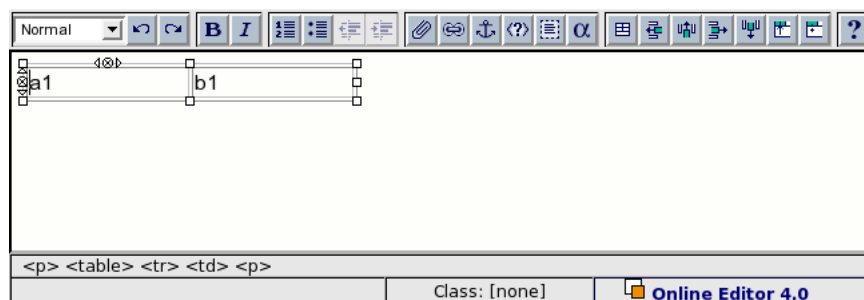 Normal B I <?> α ?
a1 b1
<p> <table> <tr> <td> <p>
Class: [none] Online Editor 4.0